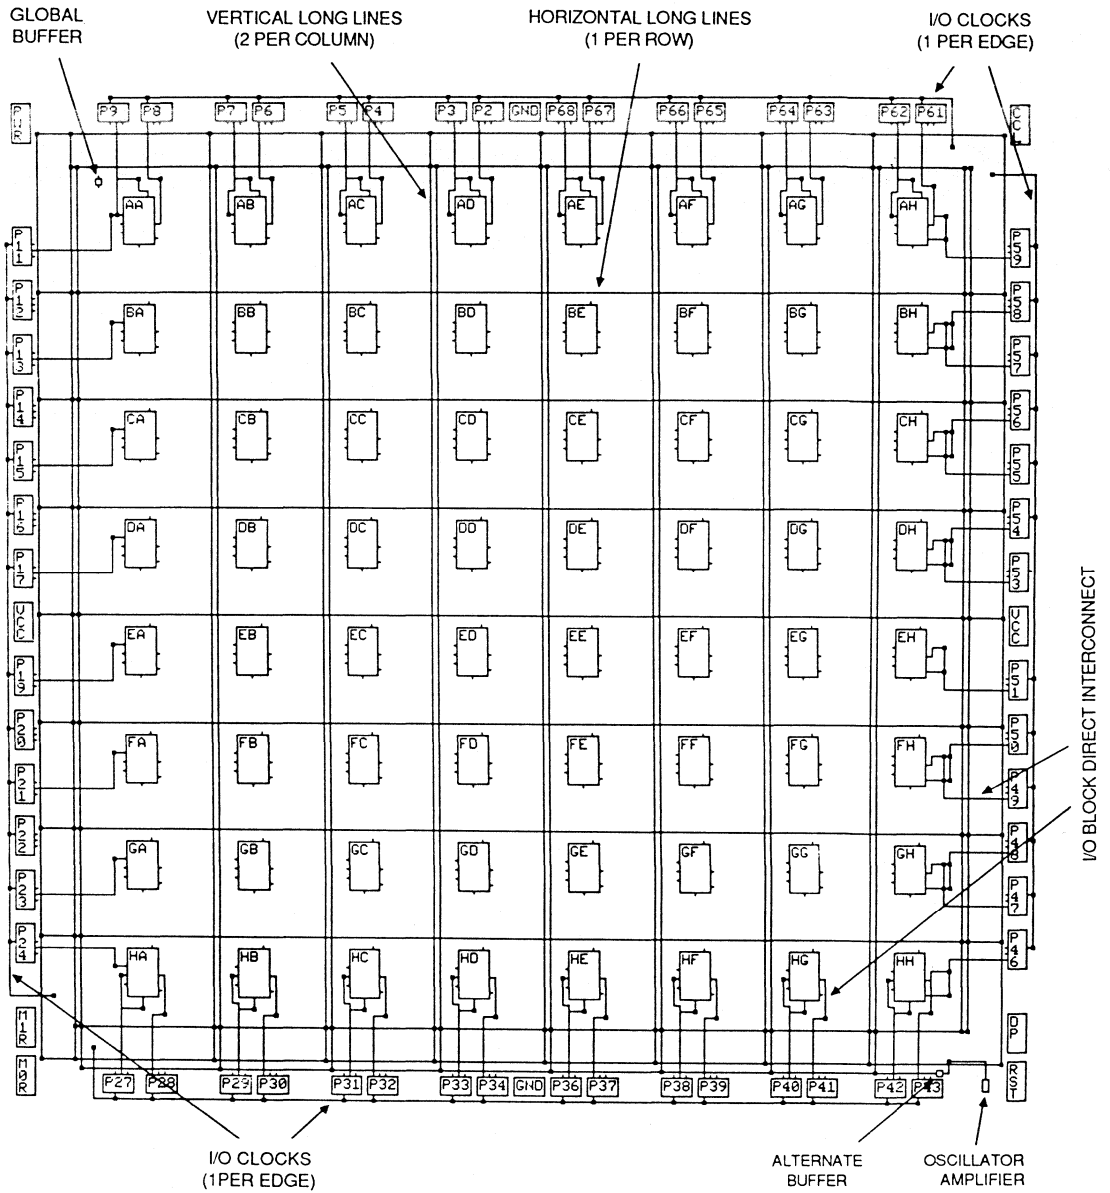 GLOBAL
BUFFER
VERTICAL LONG LINES
(2 PER COLUMN)
HORIZONTAL LONG LINES
(1 PER ROW)
I/O CLOCKS
(1 PER EDGE)
P9 P8 P7 P6 P5 P4 P3 P2 GND P68 P67 P66 P65 P64 P63 P62 P61
AA AB AC AD AE AF AG AH
P11
P59
P12
P58
BA BB BC BD BE BF BG BH
P13
P57
P14
P56
CA CB CC CD CE CF CG CH
P15
P55
P16
P54
DA DB DC DD DE DF DG DH
P17
P53
VCC
VCC
EA EB EC ED EE EF EG EH
P19
P51
P20
P50
FA FB FC FD FE FF FG FH
P21
P49
P22
P48
GA GB GC GD GE GF GG GH
P23
P47
P24
P46
HA HB HC HD HE HF HG HH
M1R
DP
M0R
RST
P27 P28 P29 P30 P31 P32 P33 P34 GND P36 P37 P38 P39 P40 P41 P42 P43
I/O BLOCK DIRECT INTERCONNECT
I/O CLOCKS
(1PER EDGE)
ALTERNATE
BUFFER
OSCILLATOR
AMPLIFIER